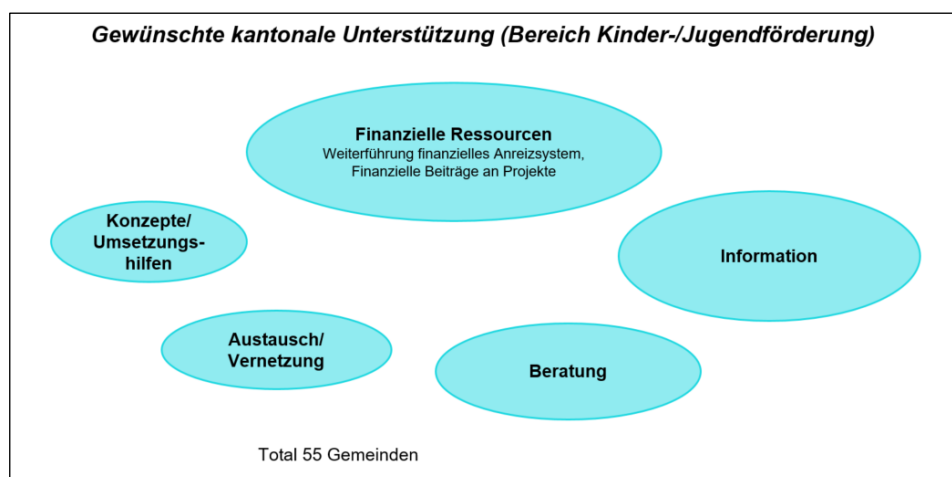 Gewünschte kantonale Unterstützung (Bereich Kinder-/Jugendförderung)
Finanzielle Ressourcen
Weiterführung finanzielles Anreizsystem,
Finanzielle Beiträge an Projekte
Konzepte/
Umsetzungs-
hilfen
Information
Austausch/
Vernetzung
Beratung
Total 55 Gemeinden